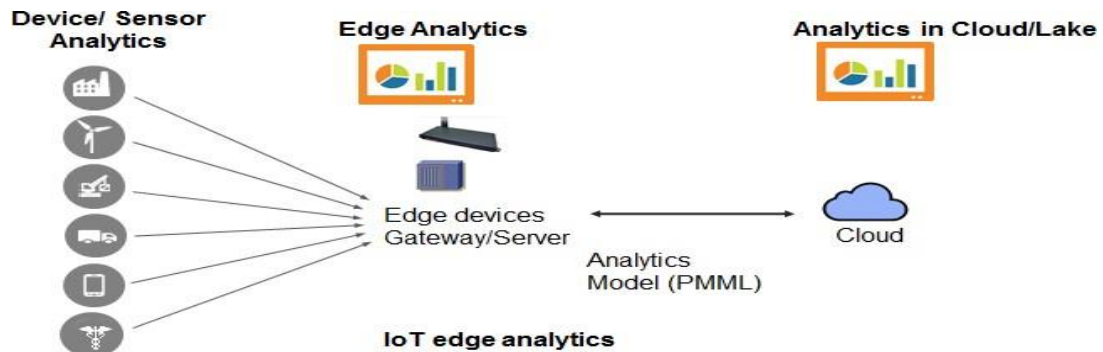 Device/ Sensor
Analytics
Edge Analytics
Analytics in Cloud/Lake
Edge devices
Gateway/Server
Cloud
Analytics
Model (PMML)
IoT edge analytics